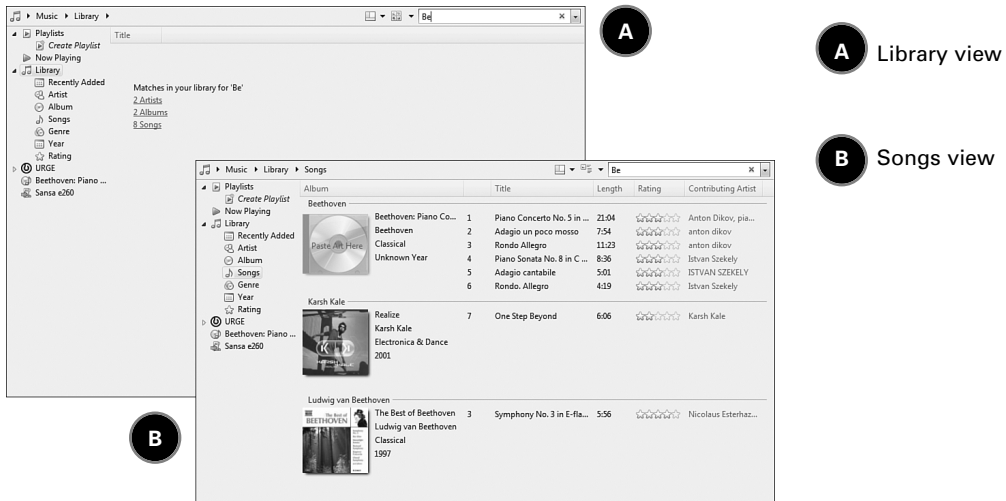 Music Library Be
Playlists
Create Playlist
Title
Now Playing
Library
Recently Added
Artist
Album
Songs
Genre
Year
Rating
URGE
Beethoven: Piano ...
Sansa e260
Matches in your library for 'Be'
2 Artists
2 Albums
8 Songs
A
A Library view
B Songs view
Music Library Songs Be
Playlists
Create Playlist
Now Playing
Library
Recently Added
Artist
Album
Songs
Genre
Year
Rating
URGE
Beethoven: Piano ...
Sansa e260
Album Title Length Rating Contributing Artist
Beethoven
Paste Art Here
Beethoven: Piano Co... 1 Piano Concerto No. 5 in ... 21:04 Anton Dikov, pia...
Beethoven 2 Adagio un poco mosso 7:54 anton dikov
Classical 3 Rondo Allegro 11:23 anton dikov
Unknown Year 4 Piano Sonata No. 8 in C ... 8:36 Istvan Szekely
5 Adagio cantabile 5:01 ISTVAN SZEKELY
6 Rondo. Allegro 4:19 Istvan Szekely
Karsh Kale
Realize 7 One Step Beyond 6:06 Karsh Kale
Karsh Kale
Electronica & Dance
2001
Ludwig van Beethoven
The Best of
BEETHOVEN
The Best of Beethoven 3 Symphony No. 3 in E-fla... 5:56 Nicolaus Esterhaz...
Ludwig van Beethoven
Classical
1997
B